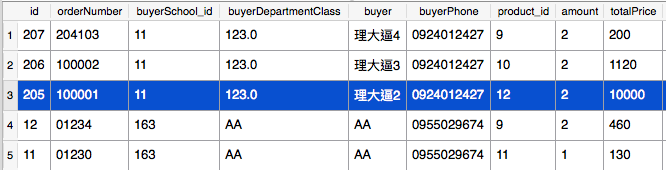 id orderNumber buyerSchool_id buyerDepartmentClass buyer buyerPhone product_id amount totalPrice
1 207 204103 11 123.0 理大逼4 0924012427 9 2 200
2 206 100002 11 123.0 理大逼3 0924012427 10 2 1120
3 205 100001 11 123.0 理大逼2 0924012427 12 2 10000
4 12 01234 163 AA AA 0955029674 9 2 460
5 11 01230 163 AA AA 0955029674 11 1 130